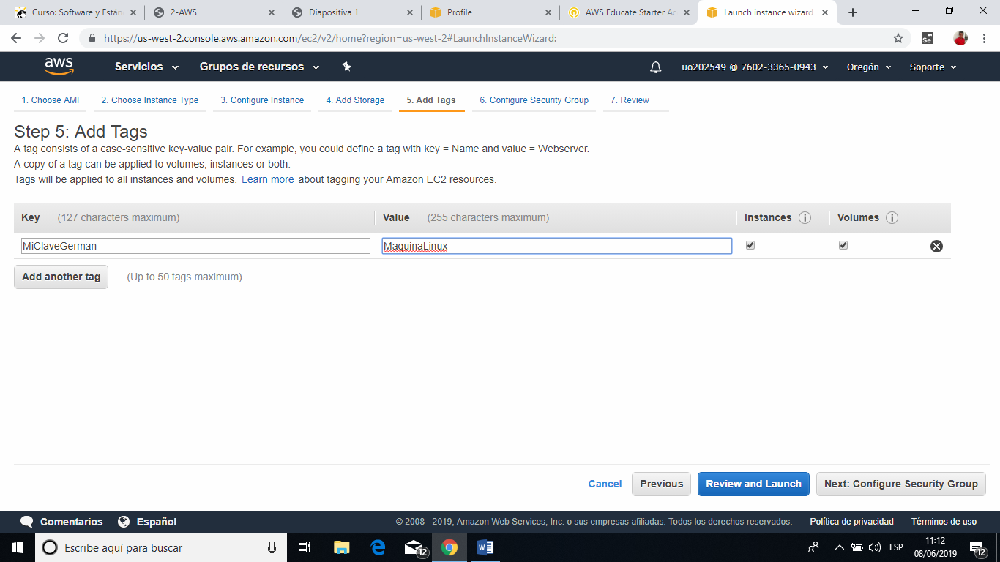 Curso: Software y Están
2-AWS
Diapositiva 1
Profile
AWS Educate Starter Ac
Launch instance wizard
https://us-west-2.console.aws.amazon.com/ec2/v2/home?region=us-west-2#LaunchInstanceWizard:
se
aws
Servicios
Grupos de recursos
uo202549 @ 7602-3365-0943
Oregón
Soporte
1. Choose AMI
2. Choose Instance Type
3. Configure Instance
4. Add Storage
5. Add Tags
6. Configure Security Group
7. Review
Step 5: Add Tags
A tag consists of a case-sensitive key-value pair. For example, you could define a tag with key = Name and value = Webserver.
A copy of a tag can be applied to volumes, instances or both.
Tags will be applied to all instances and volumes. Learn more about tagging your Amazon EC2 resources.
Key (127 characters maximum)
Value (255 characters maximum)
Instances
Volumes
MiClaveGerman
MaquinaLinux
Add another tag
(Up to 50 tags maximum)
Cancel
Previous
Review and Launch
Next: Configure Security Group
Comentarios
Español
© 2008 - 2019, Amazon Web Services, Inc. o sus empresas afiliadas. Todos los derechos reservados.
Política de privacidad
Términos de uso
Escribe aquí para buscar
12
ESP
11:12
08/06/2019
12